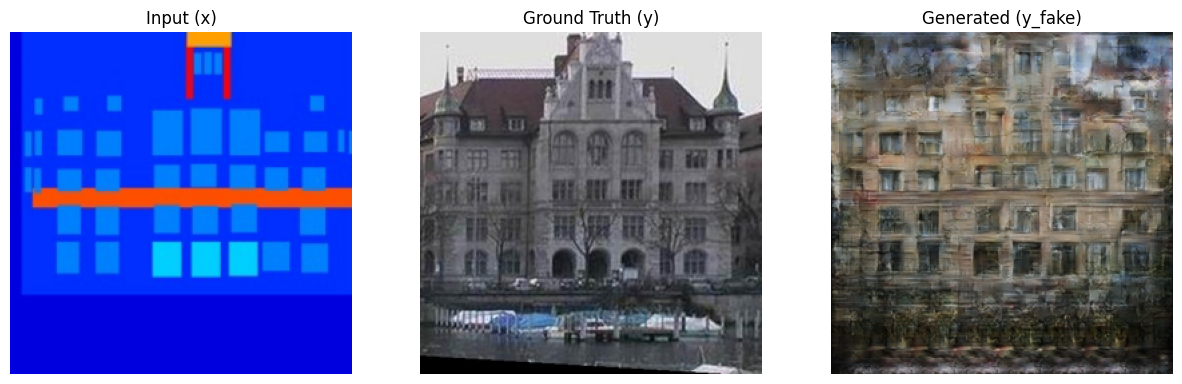 Input (x)
Ground Truth (y)
Generated (y_fake)